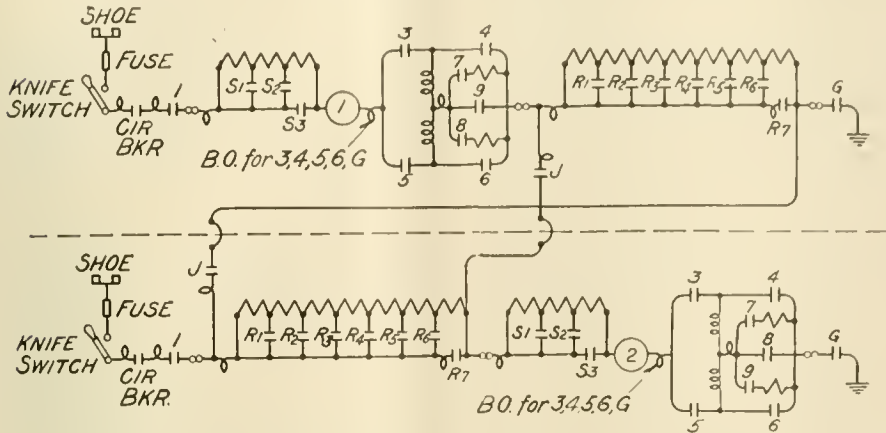 SHOE
FUSE
KNIFE
SWITCH
CIR
BKR
1
S1 S2
S3
1
B.O. for 3,4,5,6,G
3 4
7
9
8
5 6
J
R1 R2 R3 R4 R5 R6
R7
G
J
SHOE
FUSE
KNIFE
SWITCH
CIR
BKR.
1
R1 R2 R3 R4 R5 R6
R7
S1 S2
S3
2
B.O. for 3,4,5,6,G
3 4
7
8
9
5 6
G